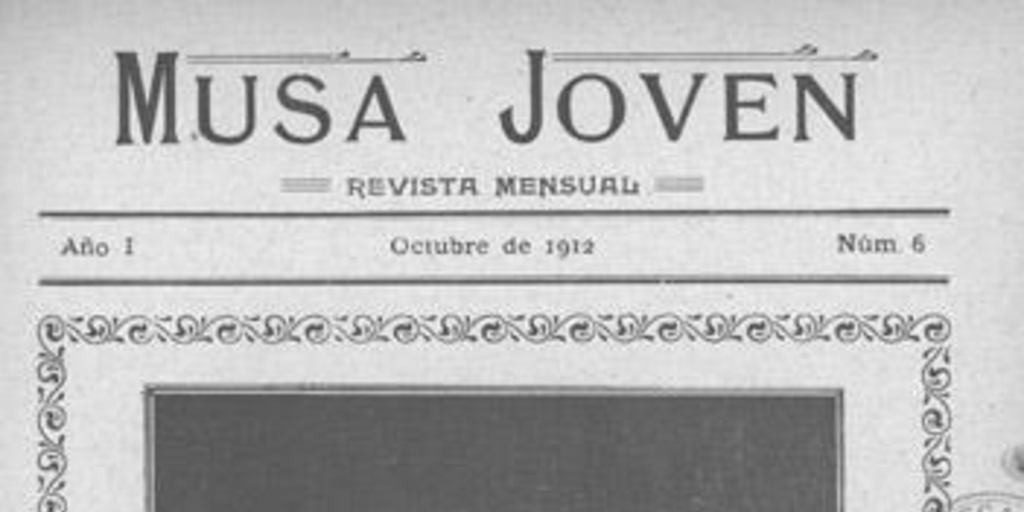 MUSA JOVEN
REVISTA MENSUAL
Año I Octubre de 1912 Núm. 6